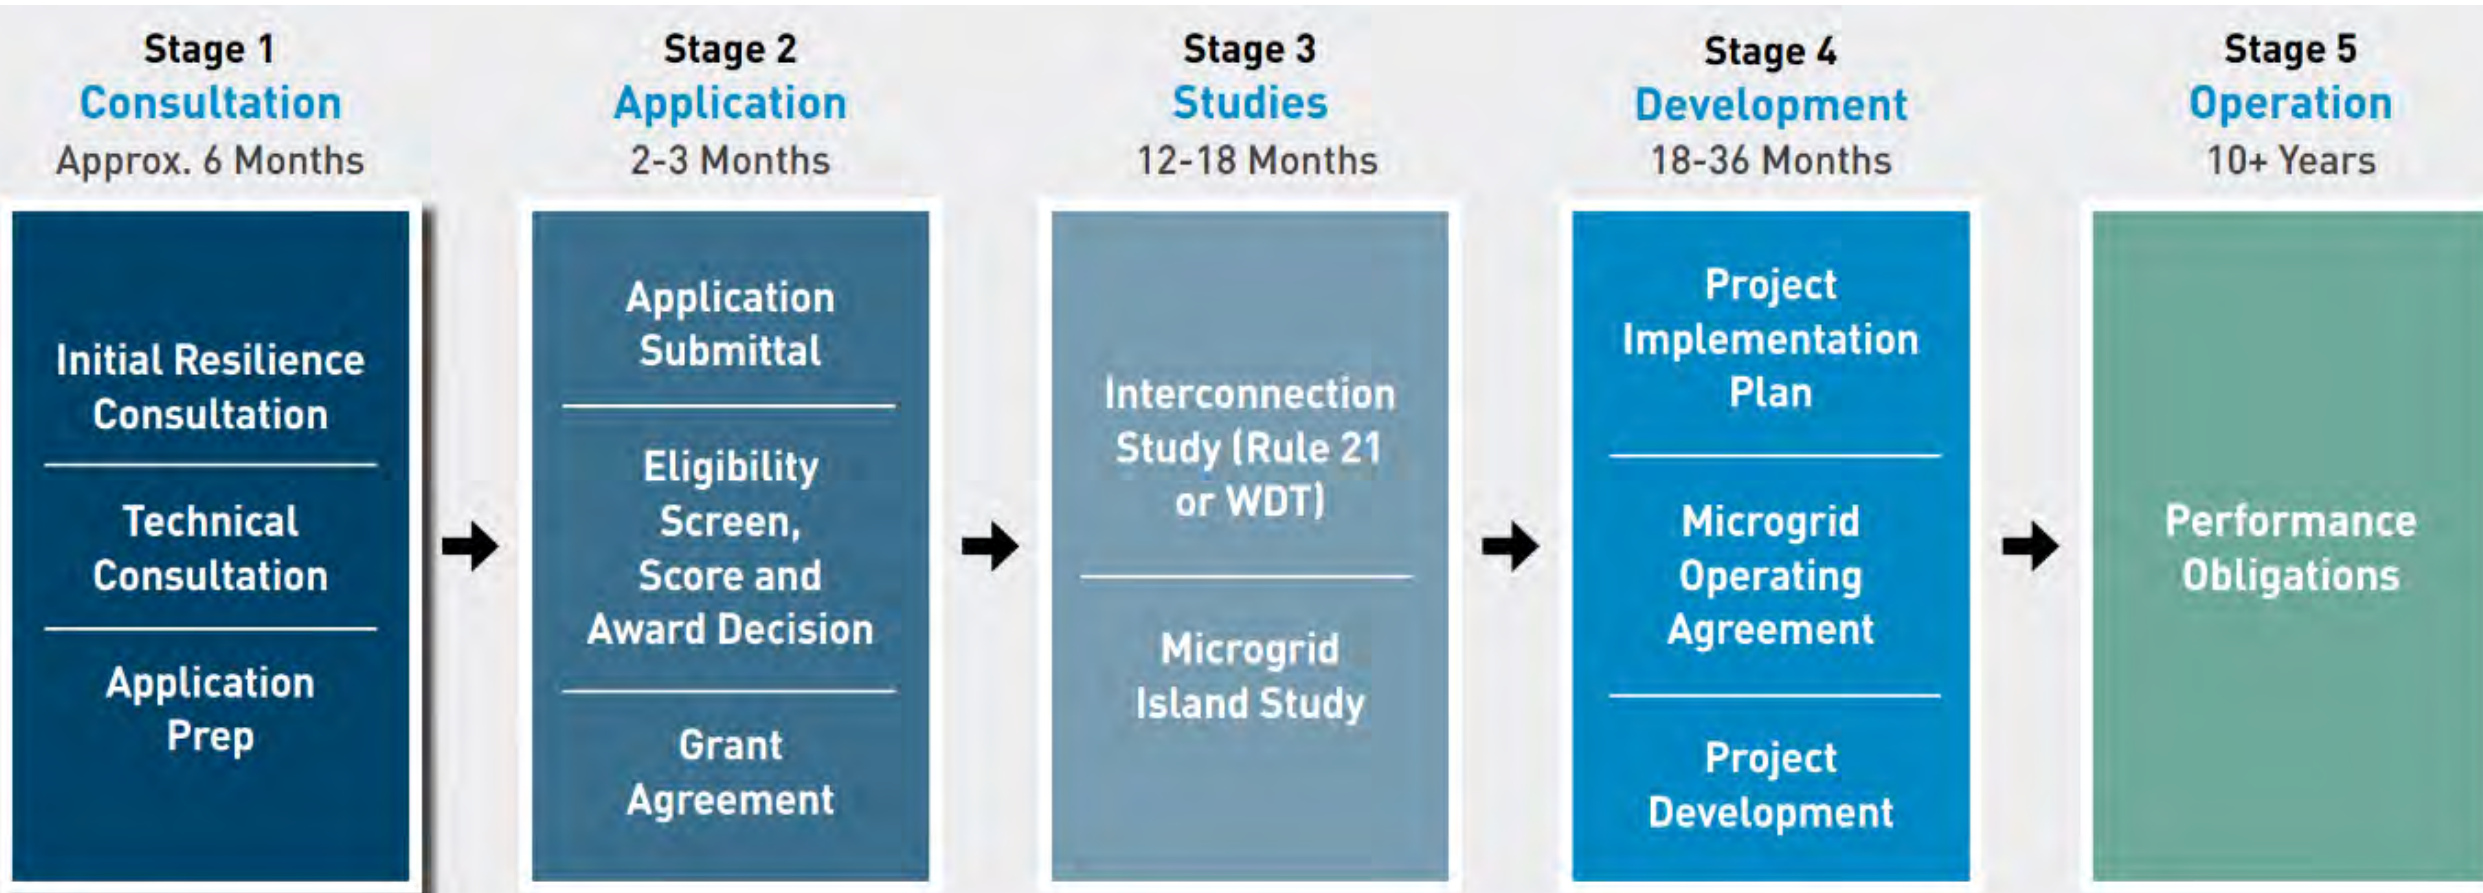 Stage 1
Consultation
Approx. 6 Months
Initial Resilience
Consultation
Technical
Consultation
Application
Prep
Stage 2
Application
2-3 Months
Application
Submittal
Eligibility
Screen,
Score and
Award Decision
Grant
Agreement
Stage 3
Studies
12-18 Months
Interconnection
Study (Rule 21
or WDT)
Microgrid
Island Study
Stage 4
Development
18-36 Months
Project
Implementation
Plan
Microgrid
Operating
Agreement
Project
Development
Stage 5
Operation
10+ Years
Performance
Obligations